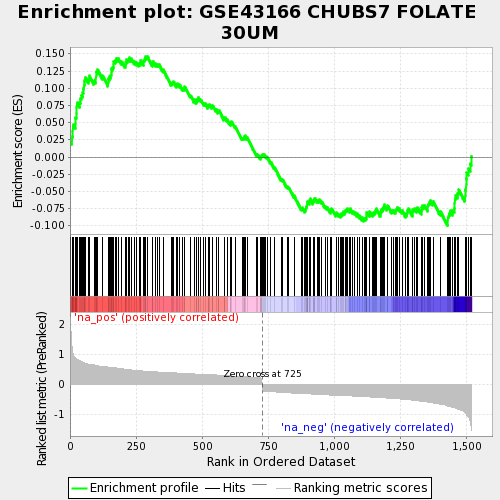 Enrichment plot: GSE43166 CHUBS7 FOLATE
30UM
Enrichment score (ES)
0.150
0.125
0.100
0.075
0.050
0.025
0.000
-0.025
-0.050
-0.075
-0.100
'na_pos' (positively correlated)
Ranked list metric (PreRanked)
2
1
0
-1
Zero cross at 725
'na_neg' (negatively correlated)
0
250
500
750
1,000
1,250
1,500
Rank in Ordered Dataset
Enrichment profile
Hits
Ranking metric scores